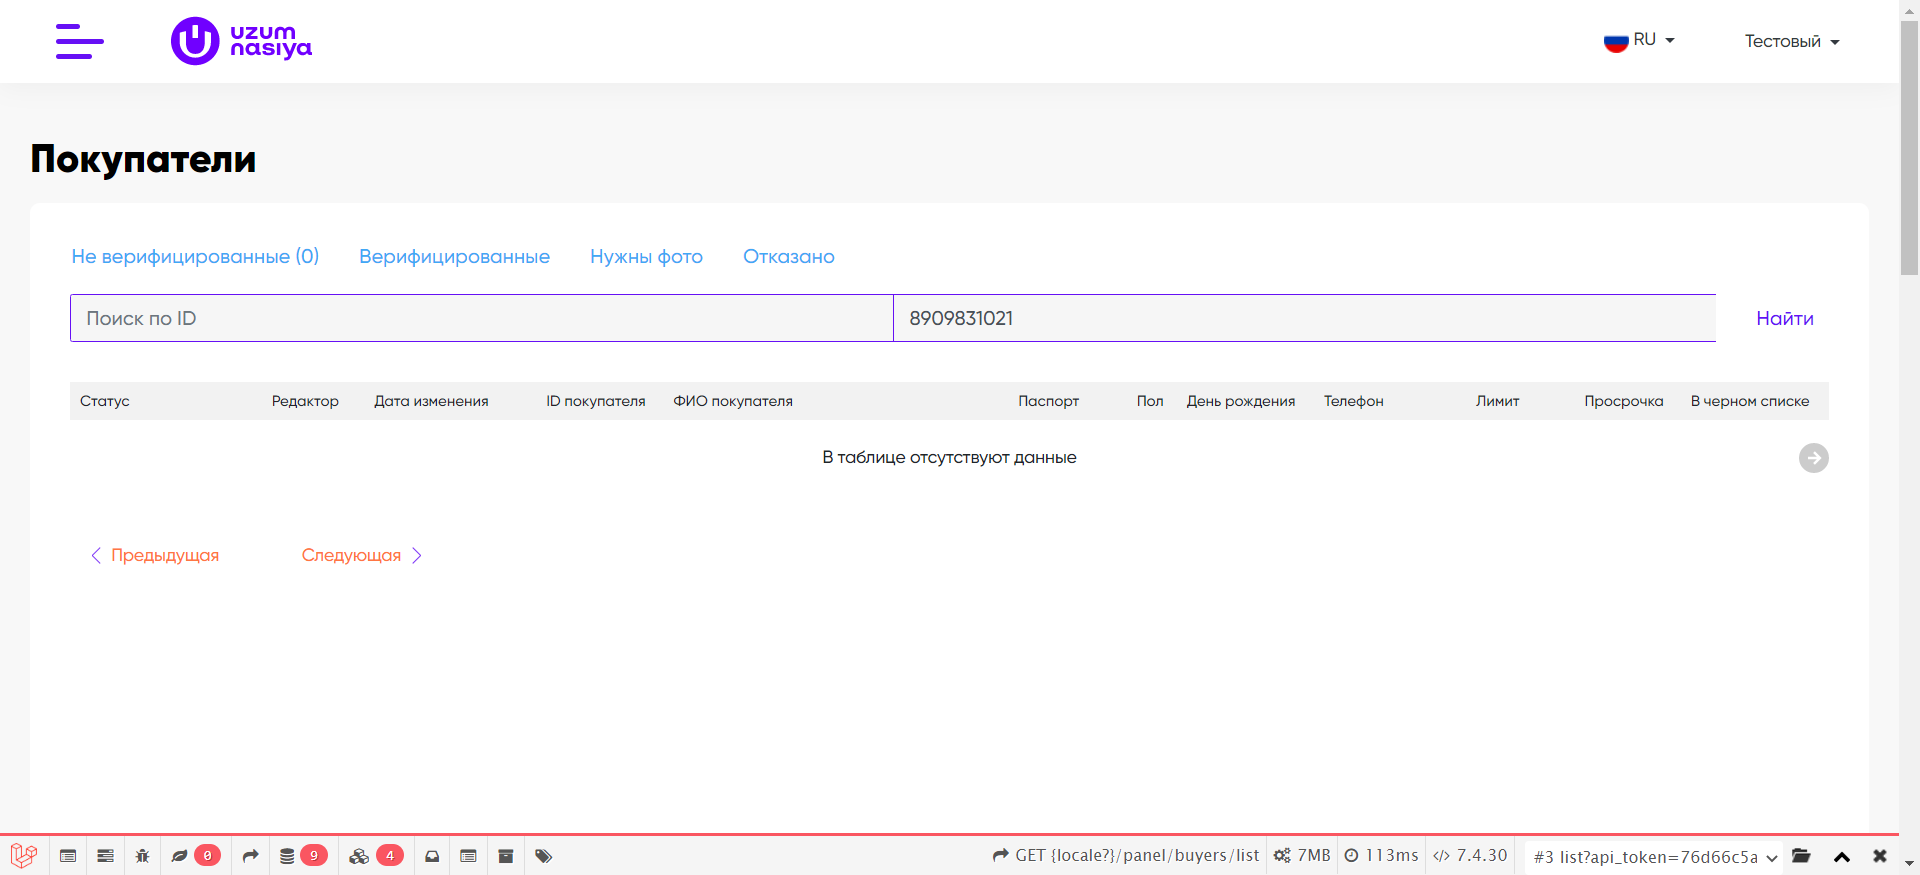 uzum
nasiya
RU
Тестовый
Покупатели
Не верифицированные (0)
Верифицированные
Нужны фото
Отказано
Поиск по ID
8909831021
Найти
Статус
Редактор
Дата изменения
ID покупателя
ФИО покупателя
Паспорт
Пол
День рождения
Телефон
Лимит
Просрочка
В черном списке
В таблице отсутствуют данные
Предыдущая
Следующая
0
9
4
GET {locale?}/panel/buyers/list
7MB
113ms
7.4.30
#3 list?api_token=76d66c5a